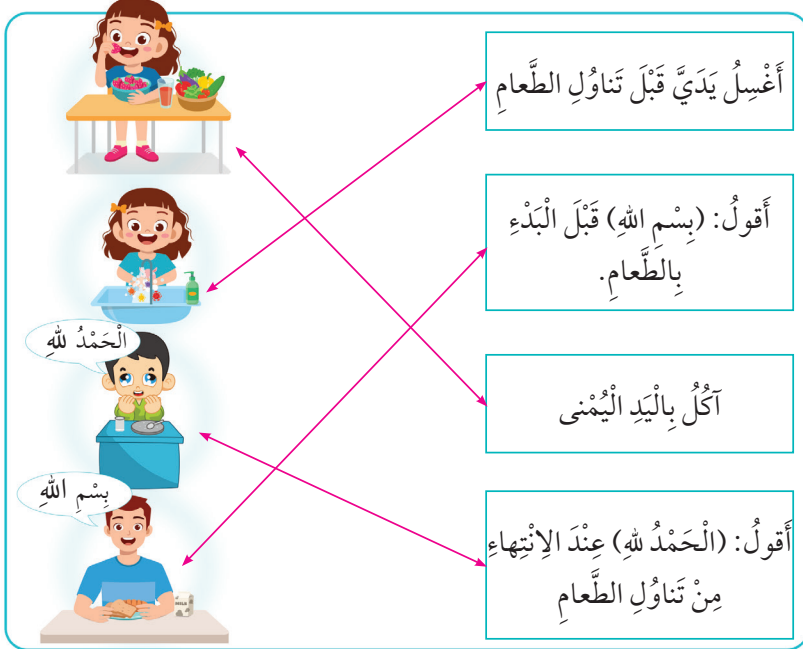 أَغْسِلُ يَدَيَّ قَبْلَ تَناوُلِ الطَّعامِ
أَقولُ: (بِسْمِ اللهِ) قَبْلَ الْبَدْءِ
بِالطَّعامِ.
آكُلُ بِالْيَدِ الْيُمْنى
أَقولُ: (الْحَمْدُ للهِ) عِنْدَ الِانْتِهاءِ
مِنْ تَناوُلِ الطَّعامِ
الْحَمْدُ للهِ
بِسْمِ اللهِ
MILK